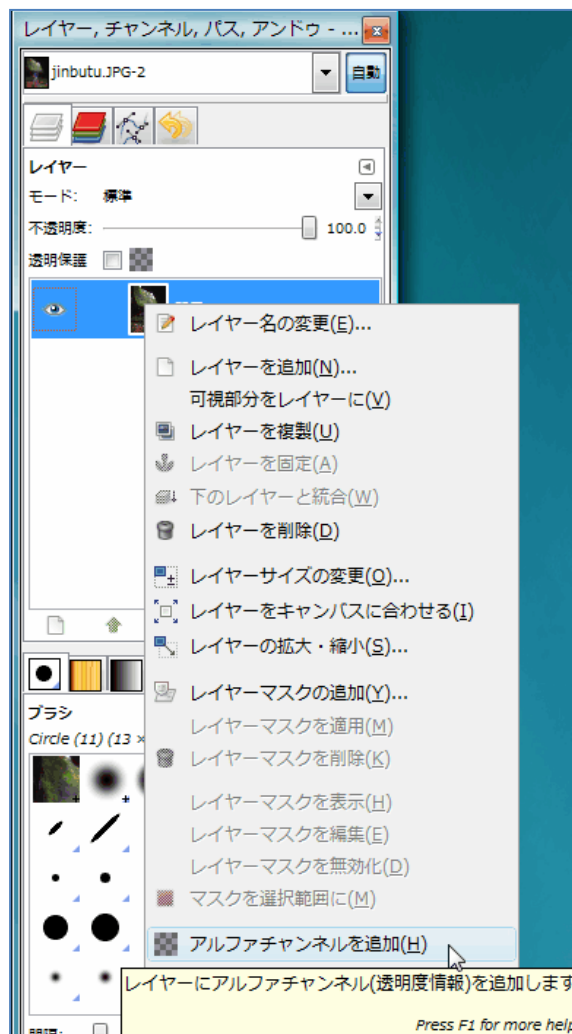 レイヤー, チャンネル, パス, アンドゥ - ...
jinbutu.JPG-2
自動
レイヤー
モード: 標準
不透明度: 100.0
透明保護
レイヤー名の変更(E)...
レイヤーを追加(N)...
可視部分をレイヤーに(V)
レイヤーを複製(U)
レイヤーを固定(A)
下のレイヤーと統合(W)
レイヤーを削除(D)
レイヤーサイズの変更(O)...
レイヤーをキャンバスに合わせる(I)
レイヤーの拡大・縮小(S)...
レイヤーマスクの追加(Y)...
レイヤーマスクを適用(M)
レイヤーマスクを削除(K)
レイヤーマスクを表示(H)
レイヤーマスクを編集(E)
レイヤーマスクを無効化(D)
マスクを選択範囲に(M)
アルファチャンネルを追加(H)
ブラシ
Circle (11) (13 ×
レイヤーにアルファチャンネル(透明度情報)を追加します
Press F1 for more help